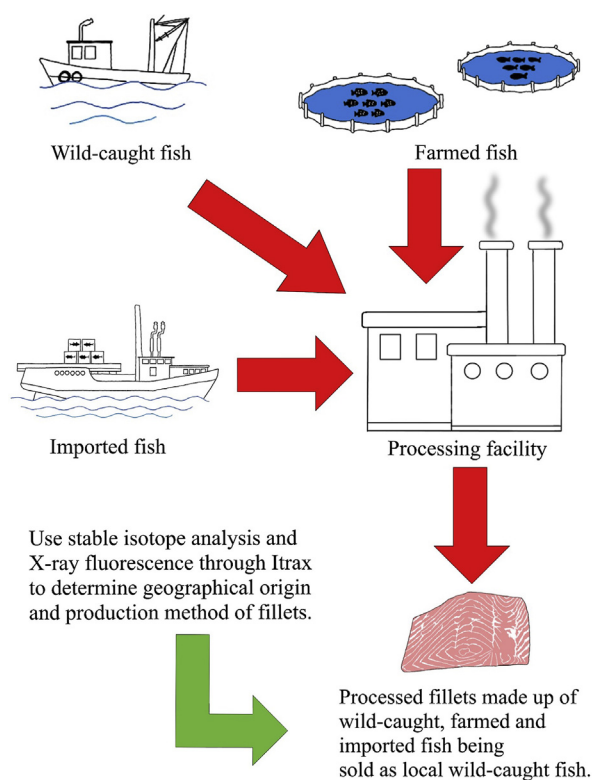 Wild-caught fish
Farmed fish
Imported fish
Processing facility
Use stable isotope analysis and
X-ray fluorescence through Itrax
to determine geographical origin
and production method of fillets.
Processed fillets made up of
wild-caught, farmed and
imported fish being
sold as local wild-caught fish.